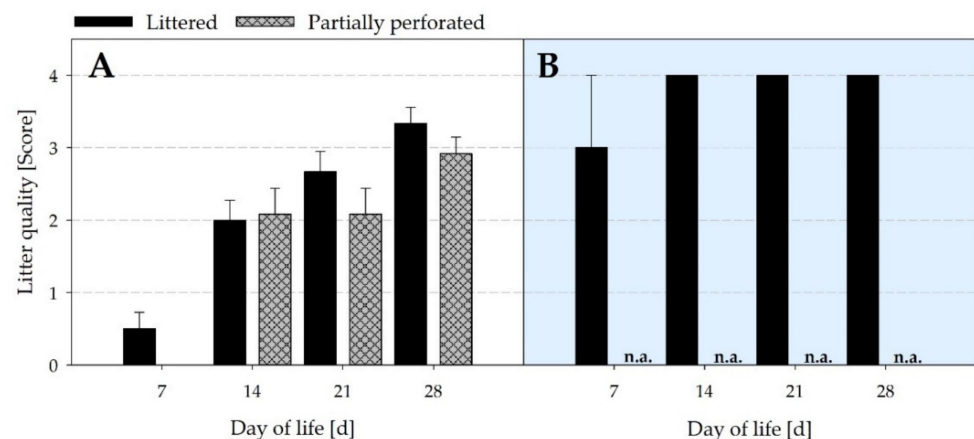 Littered Partially perforated
A B
Litter quality [Score]
4
3
2
1
0
n.a. n.a. n.a. n.a.
7 14 21 28 7 14 21 28
Day of life [d] Day of life [d]